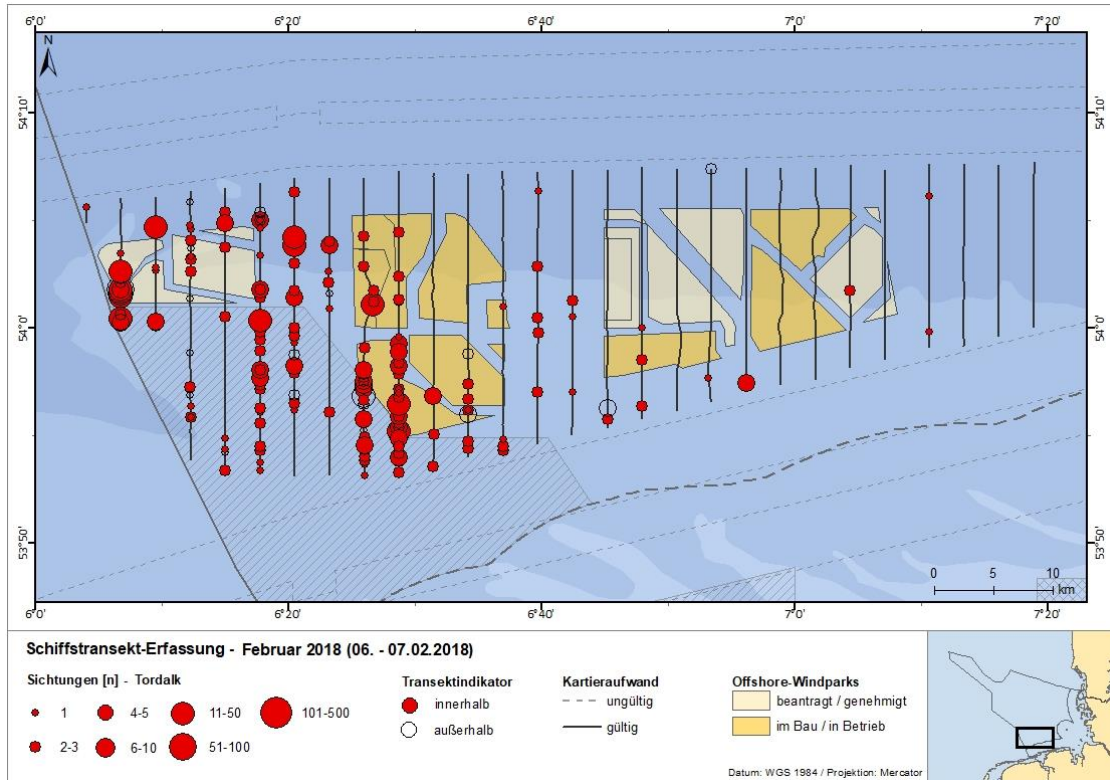 6°0' 6°20' 6°40' 7°0' 7°20'
N
54°10' 54°10'
54°0' 54°0'
53°50' 53°50'
0 5 10
km
6°0' 6°20' 6°40' 7°0' 7°20'
Schiffstransekt-Erfassung - Februar 2018 (06. - 07.02.2018)
Sichtungen [n] - Tordalk
1 4-5 11-50 101-500
2-3 6-10 51-100
Transektindikator
innerhalb
außerhalb
Kartieraufwand
ungültig
gültig
Offshore-Windparks
beantragt / genehmigt
im Bau / in Betrieb
Datum: WGS 1984 / Projektion: Mercator